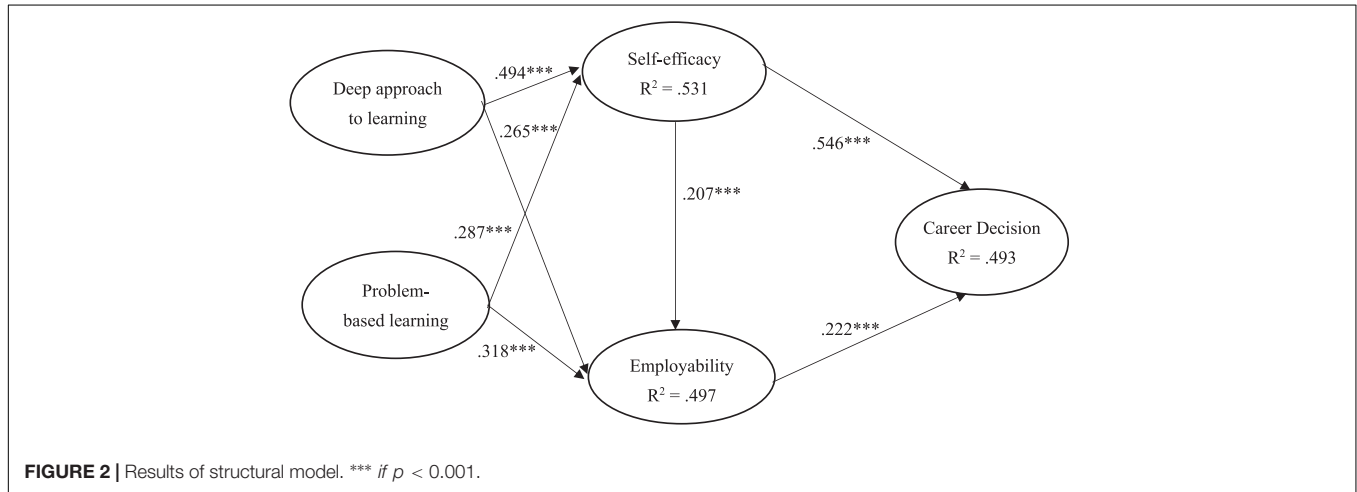 Self-efficacy
R² = .531
.494***
Deep approach
to learning
.265***
.546***
.207***
Career Decision
R² = .493
.287***
Problem-
based learning
.318***
.222***
Employability
R² = .497
FIGURE 2 | Results of structural model. *** if p < 0.001.